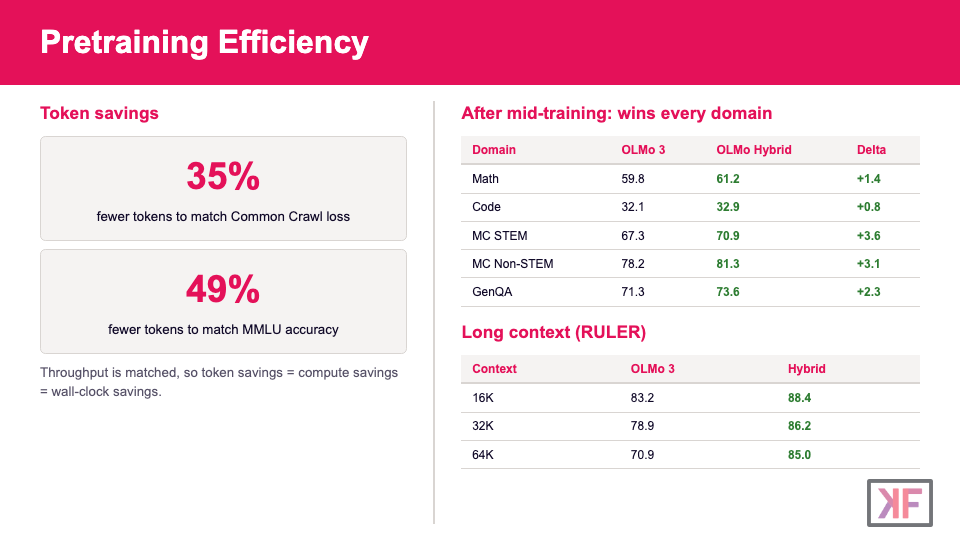 Pretraining Efficiency
Token savings
35%
fewer tokens to match Common Crawl loss
49%
fewer tokens to match MMLU accuracy
Throughput is matched, so token savings = compute savings
= wall-clock savings.
After mid-training: wins every domain
Domain OLMo 3 OLMo Hybrid Delta
Math 59.8 61.2 +1.4
Code 32.1 32.9 +0.8
MC STEM 67.3 70.9 +3.6
MC Non-STEM 78.2 81.3 +3.1
GenQA 71.3 73.6 +2.3
Long context (RULER)
Context OLMo 3 Hybrid
16K 83.2 88.4
32K 78.9 86.2
64K 70.9 85.0
KF